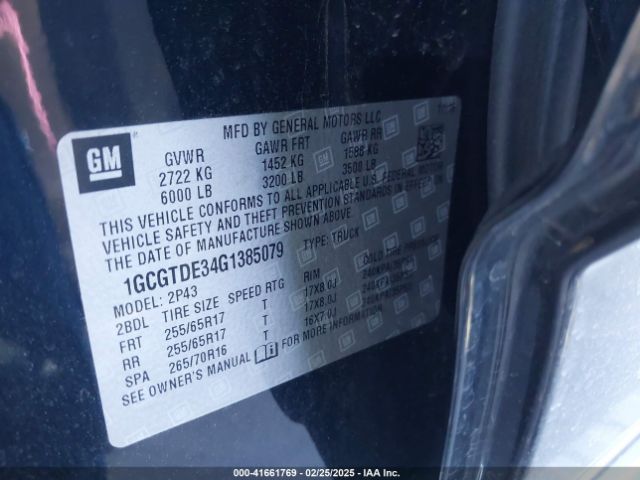 MFD BY GENERAL MOTORS LLC
GM
GVWR GAWR FRT GAWR RR
2722 KG 1452 KG 1588 KG
6000 LB 3200 LB 3500 LB
THIS VEHICLE CONFORMS TO ALL APPLICABLE U.S. FEDERAL MOTOR
VEHICLE SAFETY AND THEFT PREVENTION STANDARDS IN EFFECT ON
THE DATE OF MANUFACTURE SHOWN ABOVE.
1GCGTDE34G1385079 TYPE: TRUCK
MODEL: 2P43
2BDL TIRE SIZE SPEED RTG RIM COLD TIRE PRESSURE
FRT 255/65R17 T 17X8.0J
RR 255/65R17 T 17X8.0J
SPA 265/70R16 T 16X7.0J
SEE OWNER'S MANUAL FOR MORE INFORMATION
000-41661769 | 02/25/2025 | IAA Inc.